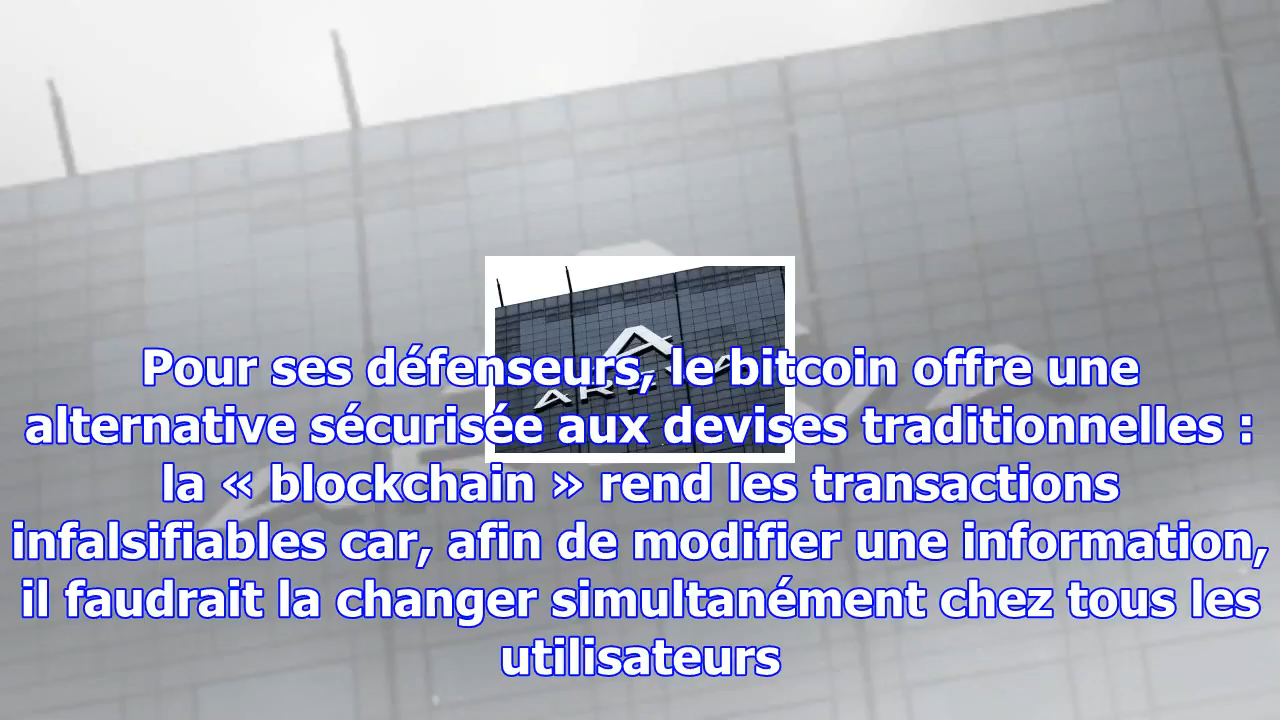 AREVA
Pour ses défenseurs, le bitcoin offre une
alternative sécurisée aux devises traditionnelles :
la « blockchain » rend les transactions
infalsifiables car, afin de modifier une information,
il faudrait la changer simultanément chez tous les
utilisateurs